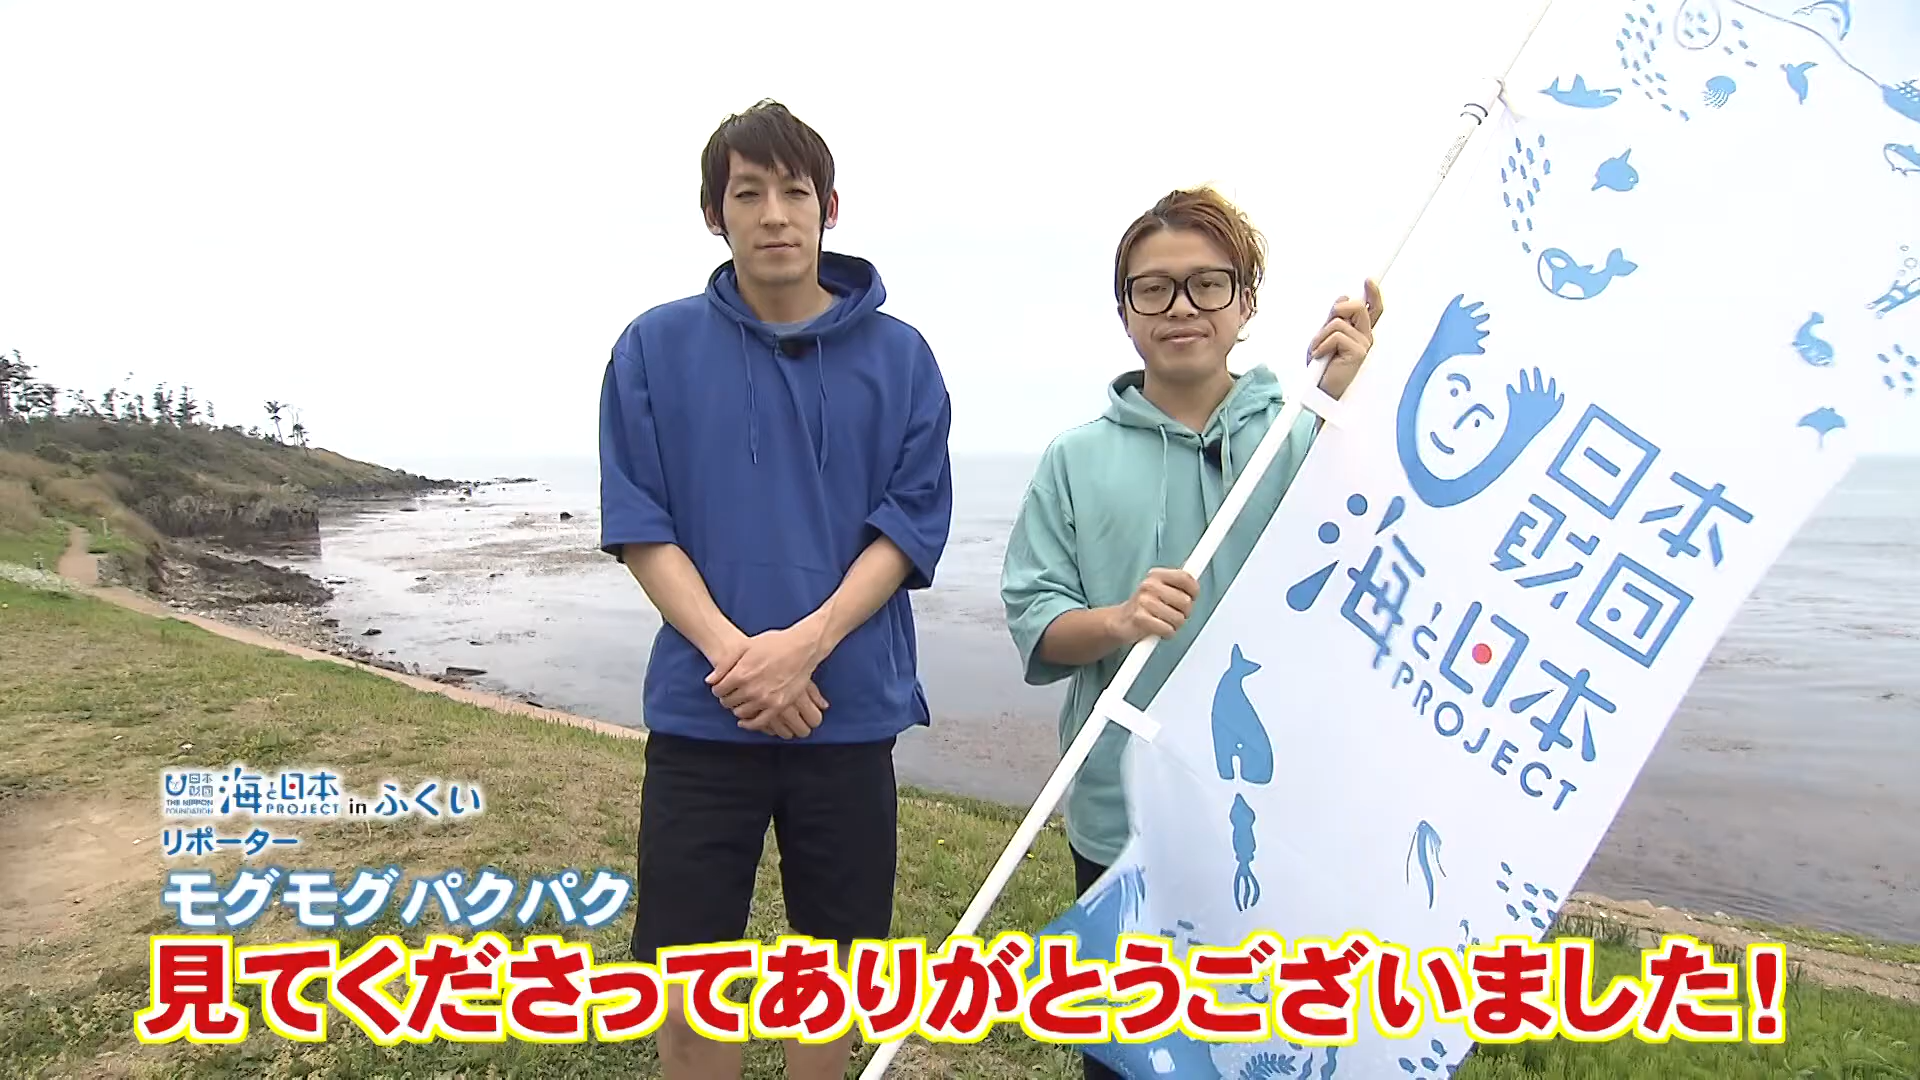 日本
財団
海と日本
PROJECT
日本
財団
THE NIPPON
FOUNDATION
海と日本
PROJECT
in ふくい
リポーター
モグモグパクパク
見てくださってありがとうございました!